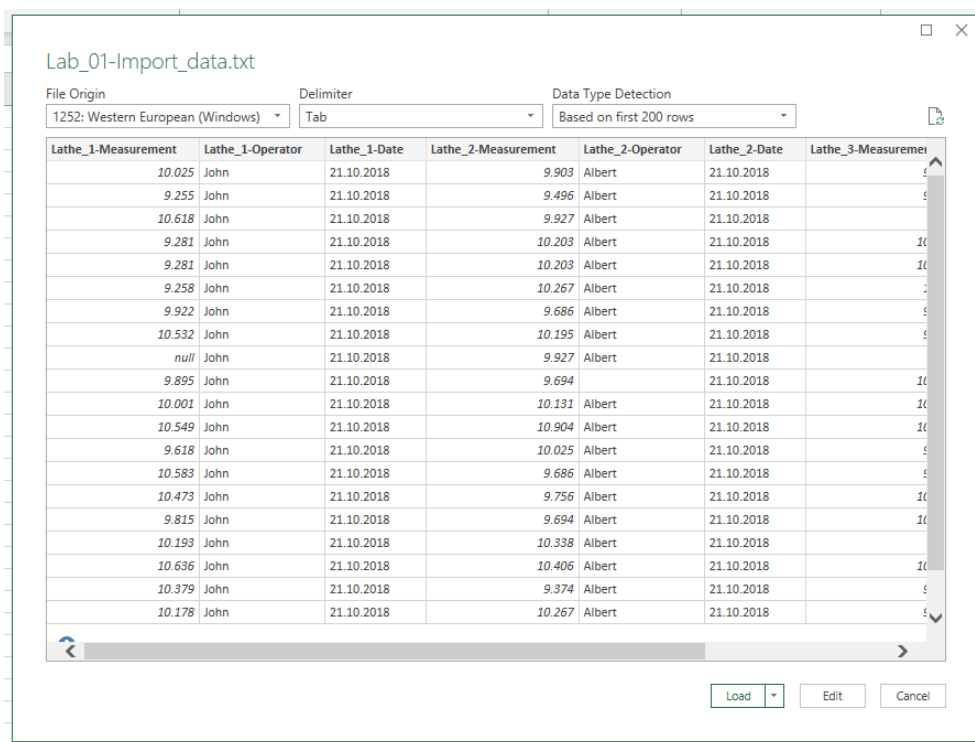 Lab_01-Import_data.txt
File Origin Delimiter Data Type Detection
1252: Western European (Windows) Tab Based on first 200 rows
Lathe_1-Measurement Lathe_1-Operator Lathe_1-Date Lathe_2-Measurement Lathe_2-Operator Lathe_2-Date
10.025 John 21.10.2018 9.903 Albert 21.10.2018
9.255 John 21.10.2018 9.496 Albert 21.10.2018
10.618 John 21.10.2018 9.927 Albert 21.10.2018
9.281 John 21.10.2018 10.203 Albert 21.10.2018 10
9.281 John 21.10.2018 10.203 Albert 21.10.2018 10
9.258 John 21.10.2018 10.267 Albert 21.10.2018
9.922 John 21.10.2018 9.686 Albert 21.10.2018
10.532 John 21.10.2018 10.195 Albert 21.10.2018
null John 21.10.2018 9.927 Albert 21.10.2018
9.895 John 21.10.2018 9.694 21.10.2018 10
10.001 John 21.10.2018 10.131 Albert 21.10.2018 10
10.549 John 21.10.2018 10.904 Albert 21.10.2018 10
9.618 John 21.10.2018 10.025 Albert 21.10.2018
10.583 John 21.10.2018 9.686 Albert 21.10.2018
10.473 John 21.10.2018 9.756 Albert 21.10.2018 10
9.815 John 21.10.2018 9.694 Albert 21.10.2018 10
10.193 John 21.10.2018 10.338 Albert 21.10.2018
10.636 John 21.10.2018 10.406 Albert 21.10.2018 10
10.379 John 21.10.2018 9.374 Albert 21.10.2018
10.178 John 21.10.2018 10.267 Albert 21.10.2018
Load Edit Cancel